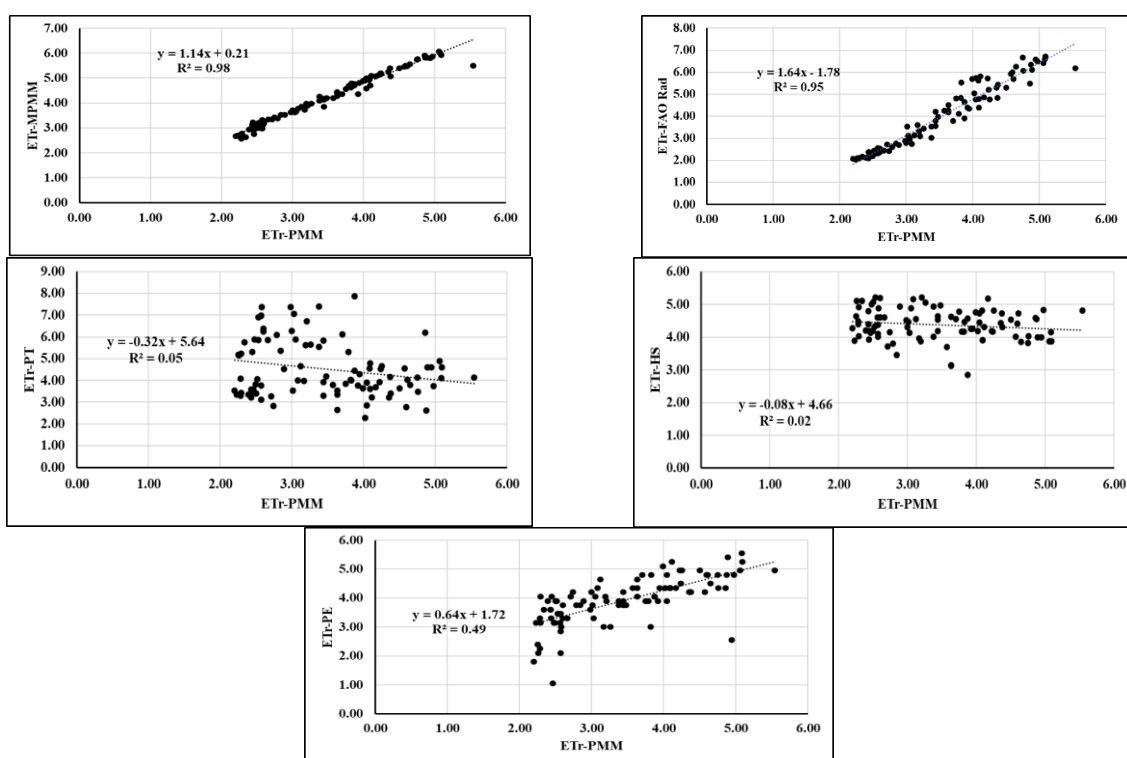 7.00
6.00
5.00
4.00
3.00
2.00
1.00
0.00
ETr-MPMM
y = 1.14x + 0.21
R² = 0.98
0.00 1.00 2.00 3.00 4.00 5.00 6.00
ETr-PMM
8.00
7.00
6.00
5.00
4.00
3.00
2.00
1.00
0.00
ETr-FAO Rad
y = 1.64x - 1.78
R² = 0.95
0.00 1.00 2.00 3.00 4.00 5.00 6.00
ETr-PMM
9.00
8.00
7.00
6.00
5.00
4.00
3.00
2.00
1.00
0.00
ETr-PT
y = -0.32x + 5.64
R² = 0.05
0.00 1.00 2.00 3.00 4.00 5.00 6.00
ETr-PMM
6.00
5.00
4.00
3.00
2.00
1.00
0.00
ETr-HS
y = -0.08x + 4.66
R² = 0.02
0.00 1.00 2.00 3.00 4.00 5.00 6.00
ETr-PMM
6.00
5.00
4.00
3.00
2.00
1.00
0.00
ETr-PE
y = 0.64x + 1.72
R² = 0.49
0.00 1.00 2.00 3.00 4.00 5.00 6.00
ETr-PMM